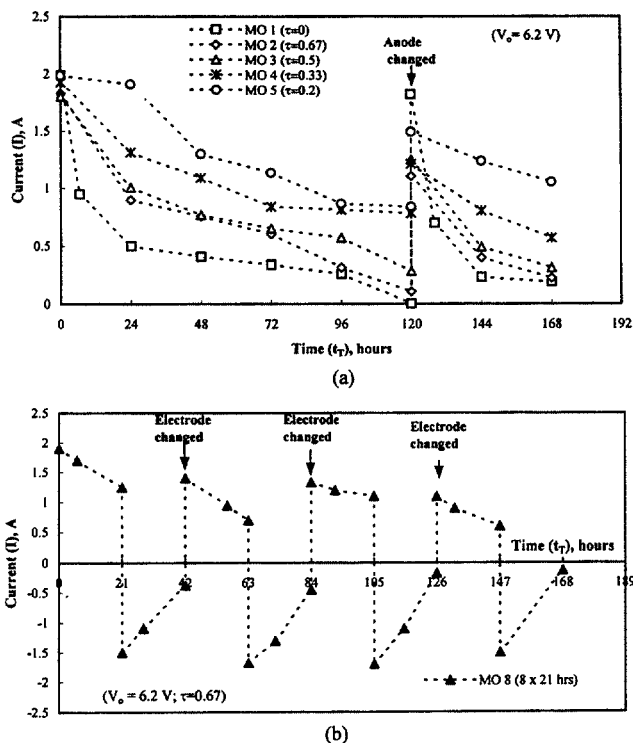 MO 1 (τ=0)
MO 2 (τ=0.67)
MO 3 (τ=0.5)
MO 4 (τ=0.33)
MO 5 (τ=0.2)
Anode
changed
(Vₒ= 6.2 V)
2.5
2
1.5
1
0.5
0
Current (I), A
0 24 48 72 96 120 144 168 192
Time (t_T), hours
(a)
Electrode
changed
Electrode
changed
Electrode
changed
2.5
2
1.5
1
0.5
0
-0.5
-1
-1.5
-2
-2.5
Current (I), A
Time (t_T), hours
0 21 42 63 84 105 126 147 168 189
(Vₒ = 6.2 V; τ=0.67)
MO 8 (8 x 21 hrs)
(b)